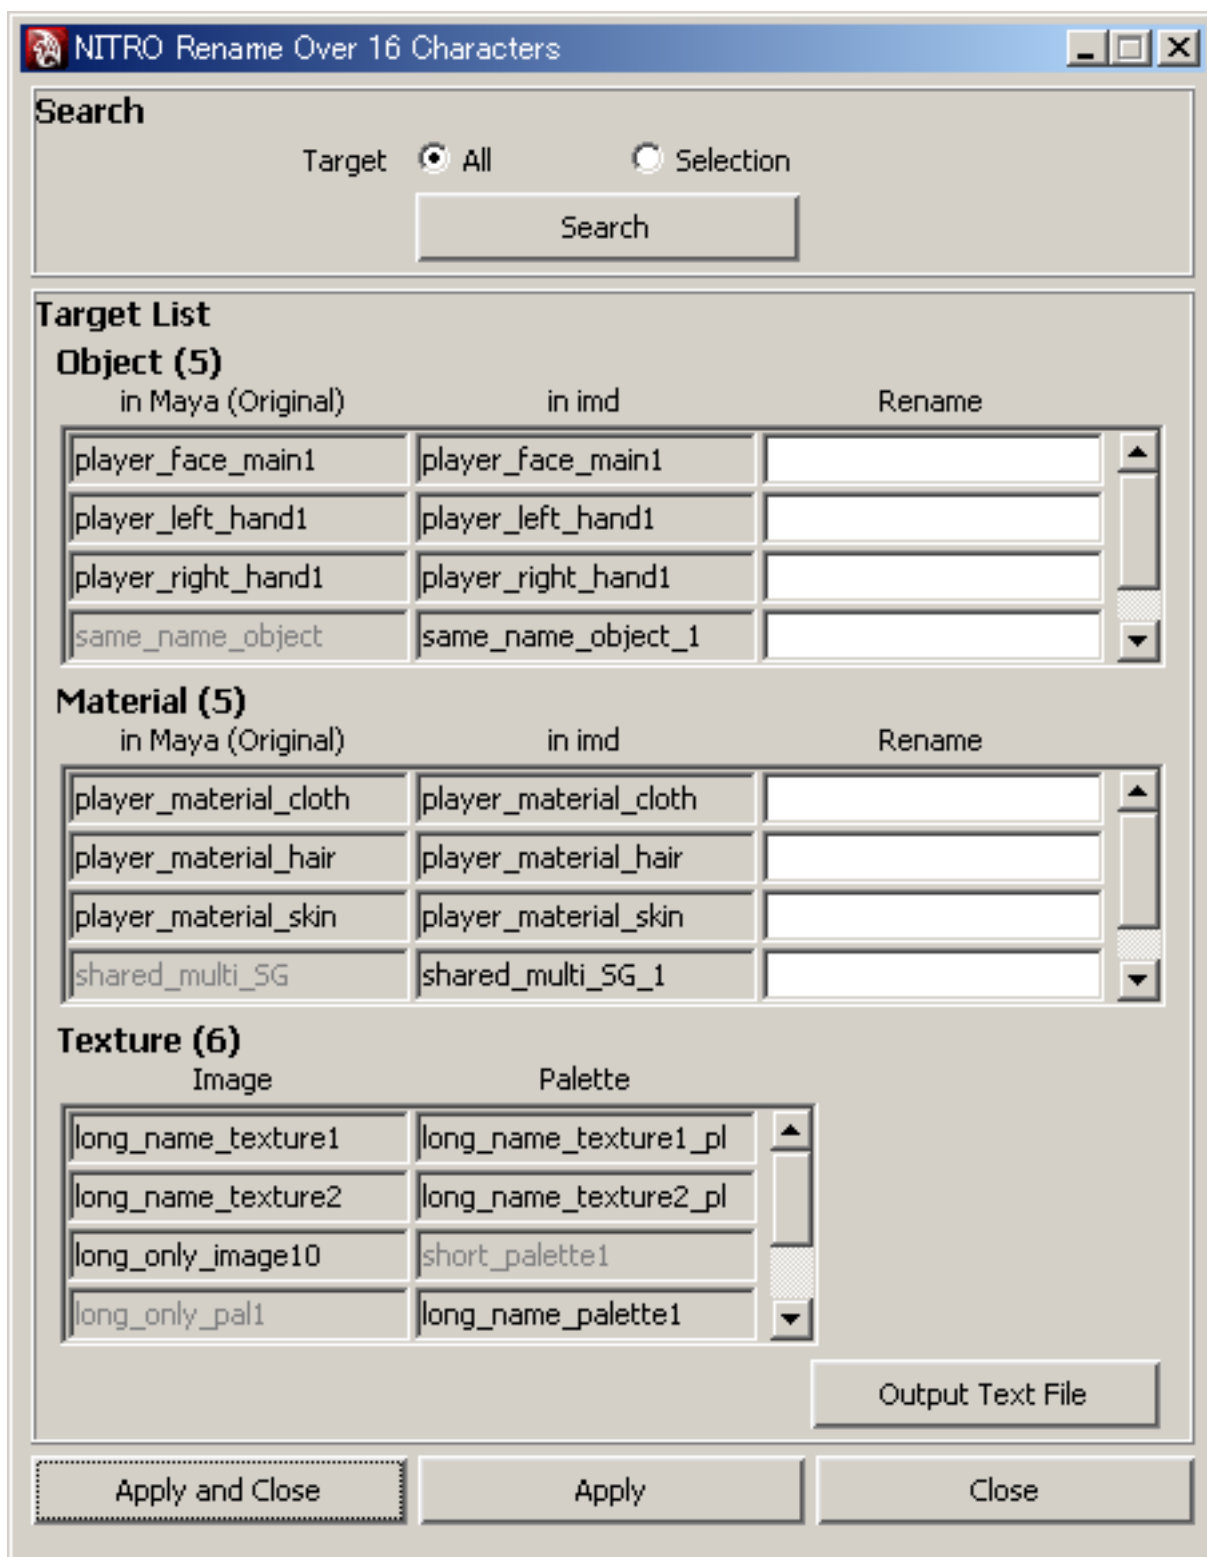 NITRO Rename Over 16 Characters
Search
Target All Selection
Search
Target List
Object (5)
in Maya (Original) in imd Rename
player_face_main1 player_face_main1
player_left_hand1 player_left_hand1
player_right_hand1 player_right_hand1
same_name_object same_name_object_1
Material (5)
in Maya (Original) in imd Rename
player_material_cloth player_material_cloth
player_material_hair player_material_hair
player_material_skin player_material_skin
shared_multi_SG shared_multi_SG_1
Texture (6)
Image Palette
long_name_texture1 long_name_texture1_pl
long_name_texture2 long_name_texture2_pl
long_only_image10 short_palette1
long_only_pal1 long_name_palette1
Output Text File
Apply and Close Apply Close